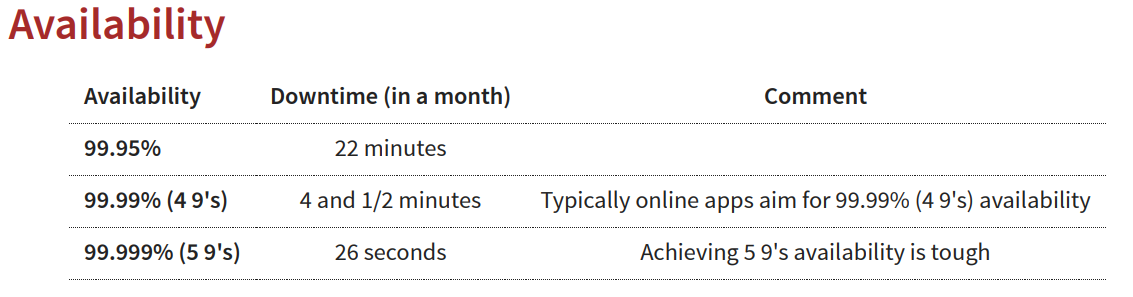 Availability
Availability Downtime (in a month) Comment
99.95% 22 minutes
99.99% (4 9's) 4 and 1/2 minutes Typically online apps aim for 99.99% (4 9's) availability
99.999% (5 9's) 26 seconds Achieving 5 9's availability is tough